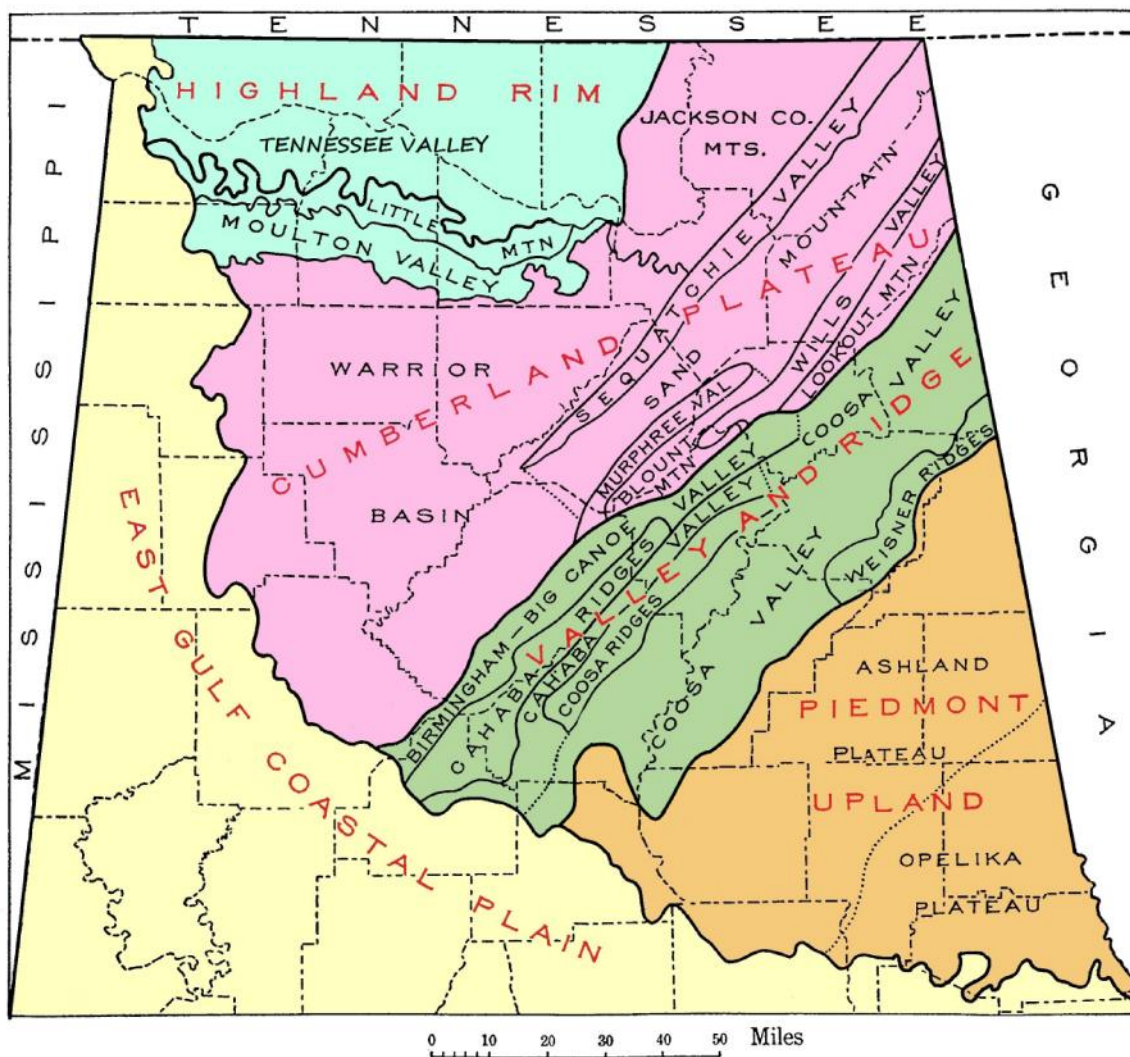 TENNESSEE
MISSISSIPPI
GEORGIA
HIGHLAND RIM
TENNESSEE VALLEY
LITTLE MTN
MOULTON VALLEY
JACKSON CO.
MTS.
CUMBERLAND PLATEAU
SEQUATCHIE VALLEY
SAND MOUNTAIN
WILLS VALLEY
LOOKOUT MTN
MURPHREE VAL
BLOUNT
MTN
WARRIOR
BASIN
VALLEY AND RIDGE
BIRMINGHAM-BIG CANOE VALLEY
CAHABA RIDGES
CAHABA VALLEY
COOSA RIDGES
COOSA VALLEY
COOSA VALLEY
WEISNER RIDGES
EAST GULF COASTAL PLAIN
ASHLAND
PIEDMONT
PLATEAU
UPLAND
OPELIKA
PLATEAU
0 10 20 30 40 50 Miles